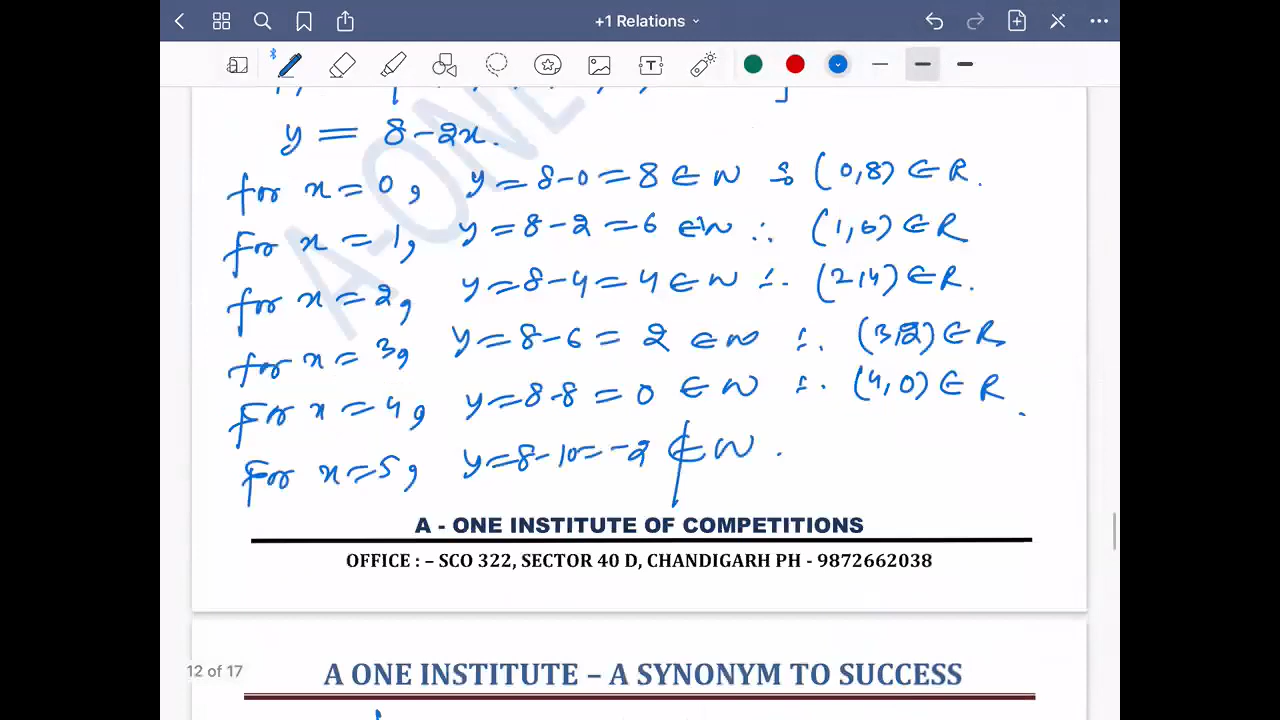 +1 Relations
y = 8-2x.
for x=0, y=8-0=8 ∈ W ∴ (0,8) ∈ R.
for x=1, y=8-2=6 ∈ W ∴ (1,6) ∈ R
for x=2, y=8-4=4 ∈ W ∴ (2,4) ∈ R.
for x=3, y=8-6=2 ∈ W ∴ (3,2) ∈ R
for x=4, y=8-8=0 ∈ W ∴ (4,0) ∈ R.
for x=5, y=8-10=-2 ∉ W.
A - ONE INSTITUTE OF COMPETITIONS
OFFICE : – SCO 322, SECTOR 40 D, CHANDIGARH PH - 9872662038
12 of 17
A ONE INSTITUTE – A SYNONYM TO SUCCESS
A-ONE